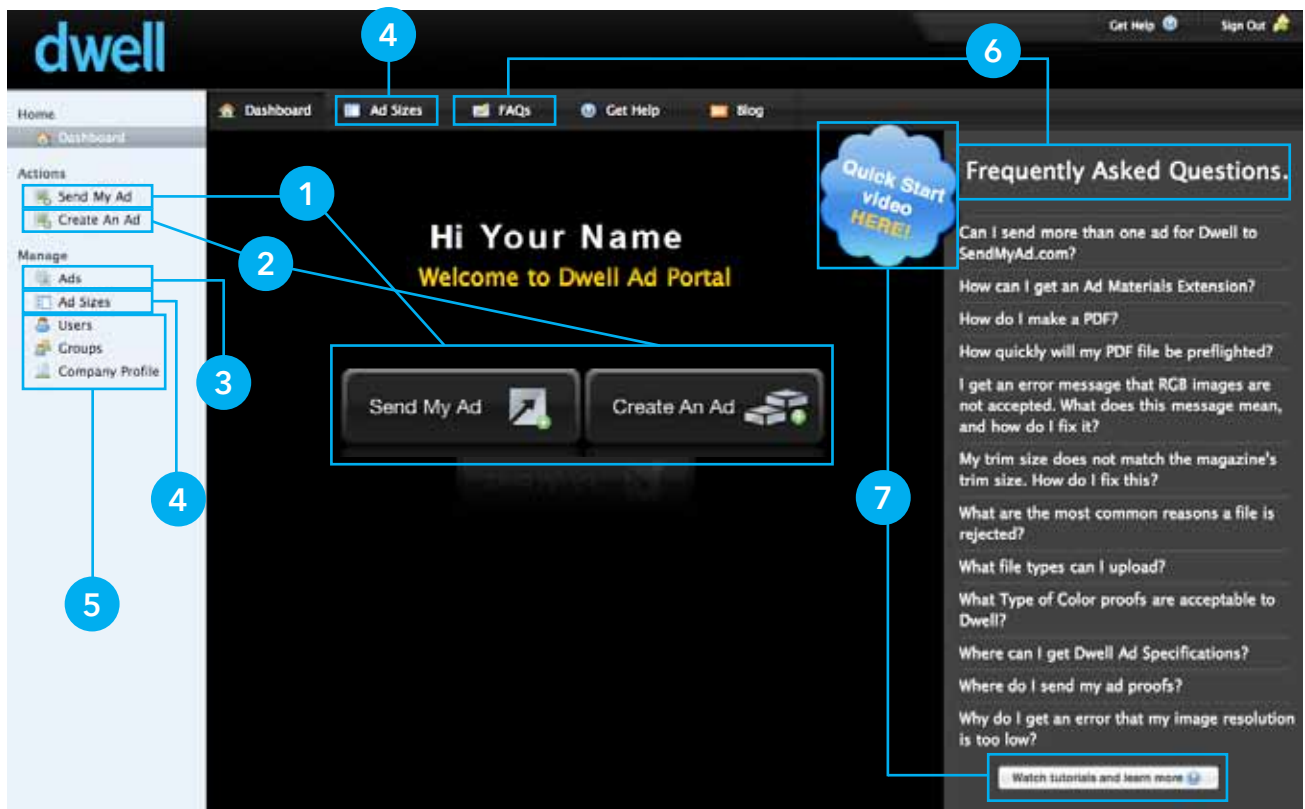 dwell
Get Help
Sign Out
4
6
Home
Dashboard
Dashboard
Ad Sizes
FAQs
Get Help
Blog
Actions
Send My Ad
Create An Ad
Manage
Ads
Ad Sizes
Users
Groups
Company Profile
1
2
3
4
5
Quick Start
video
HERE!
Hi Your Name
Welcome to Dwell Ad Portal
Send My Ad
Create An Ad
7
Frequently Asked Questions.
Can I send more than one ad for Dwell to
SendMyAd.com?
How can I get an Ad Materials Extension?
How do I make a PDF?
How quickly will my PDF file be preflighted?
I get an error message that RGB images are
not accepted. What does this message mean,
and how do I fix it?
My trim size does not match the magazine's
trim size. How do I fix this?
What are the most common reasons a file is
rejected?
What file types can I upload?
What Type of Color proofs are acceptable to
Dwell?
Where can I get Dwell Ad Specifications?
Where do I send my ad proofs?
Why do I get an error that my image resolution
is too low?
Watch tutorials and learn more